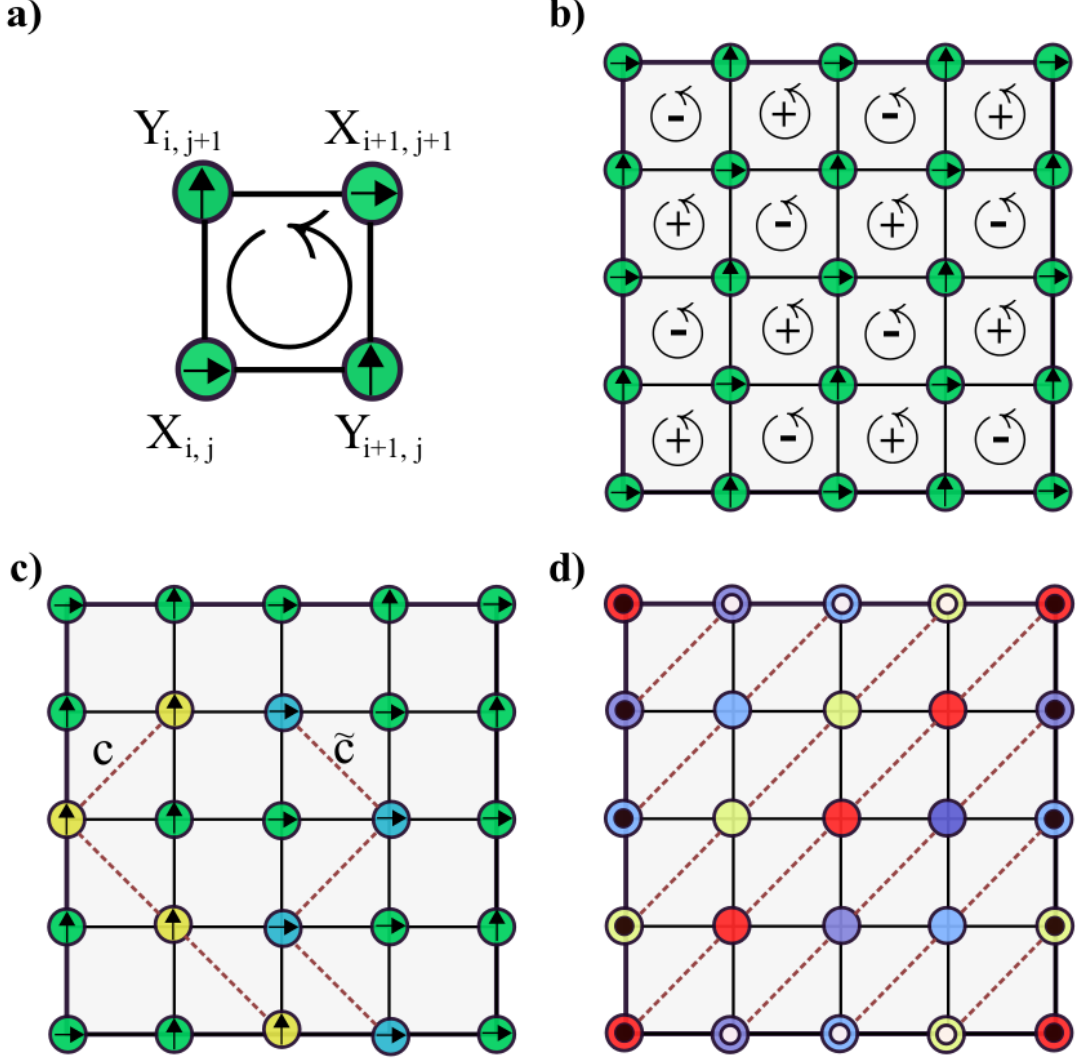 a)
b)
Y i, j+1 X i+1, j+1
X i, j Y i+1, j
- + - +
+ - + -
- + - +
+ - + -
c)
d)
c c̃